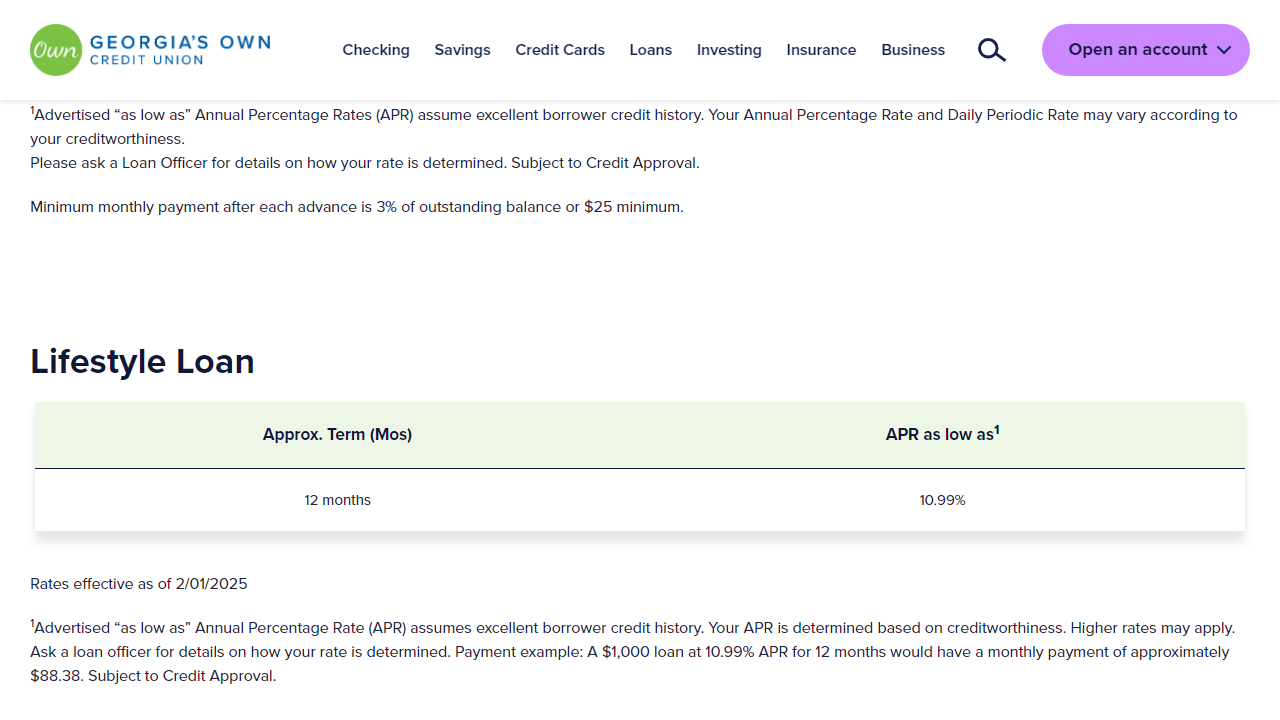 Own GEORGIA'S OWN
CREDIT UNION
Checking Savings Credit Cards Loans Investing Insurance Business Open an account
¹Advertised “as low as” Annual Percentage Rates (APR) assume excellent borrower credit history. Your Annual Percentage Rate and Daily Periodic Rate may vary according to
your creditworthiness.
Please ask a Loan Officer for details on how your rate is determined. Subject to Credit Approval.
Minimum monthly payment after each advance is 3% of outstanding balance or $25 minimum.
Lifestyle Loan
Approx. Term (Mos) APR as low as¹
12 months 10.99%
Rates effective as of 2/01/2025
¹Advertised “as low as” Annual Percentage Rate (APR) assumes excellent borrower credit history. Your APR is determined based on creditworthiness. Higher rates may apply.
Ask a loan officer for details on how your rate is determined. Payment example: A $1,000 loan at 10.99% APR for 12 months would have a monthly payment of approximately
$88.38. Subject to Credit Approval.